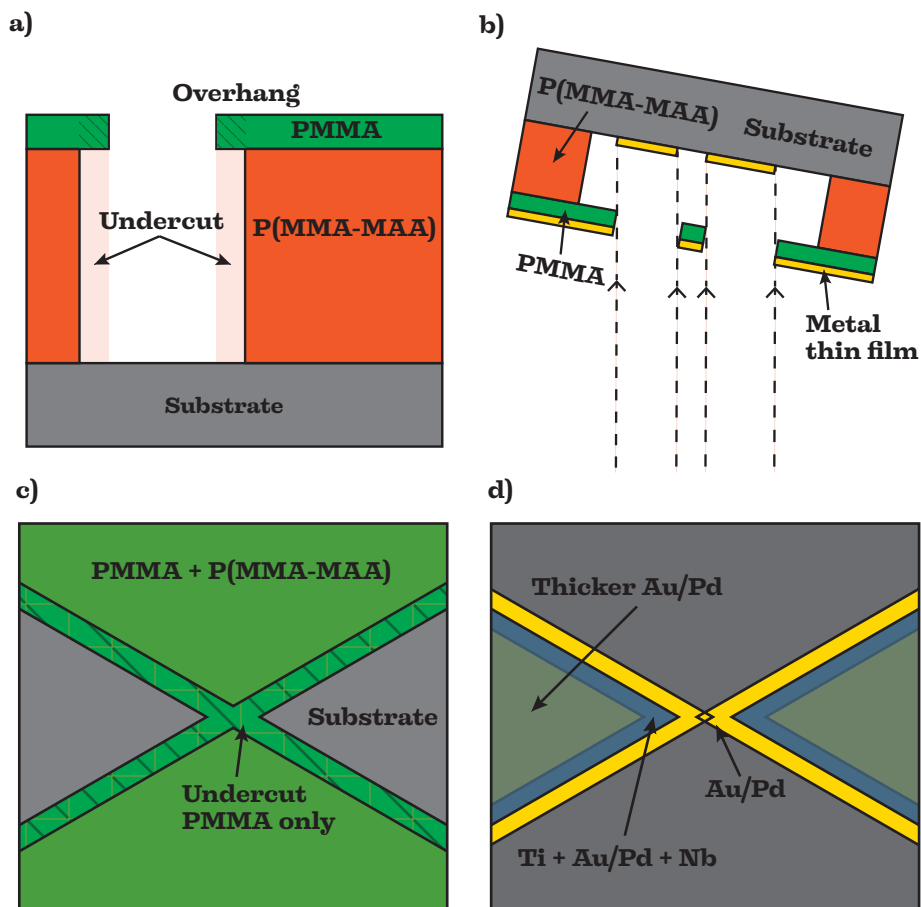 a)
Overhang
PMMA
Undercut
P(MMA-MAA)
Substrate
b)
P(MMA-MAA)
Substrate
PMMA
Metal
thin film
c)
PMMA + P(MMA-MAA)
Substrate
Undercut
PMMA only
d)
Thicker Au/Pd
Au/Pd
Ti + Au/Pd + Nb